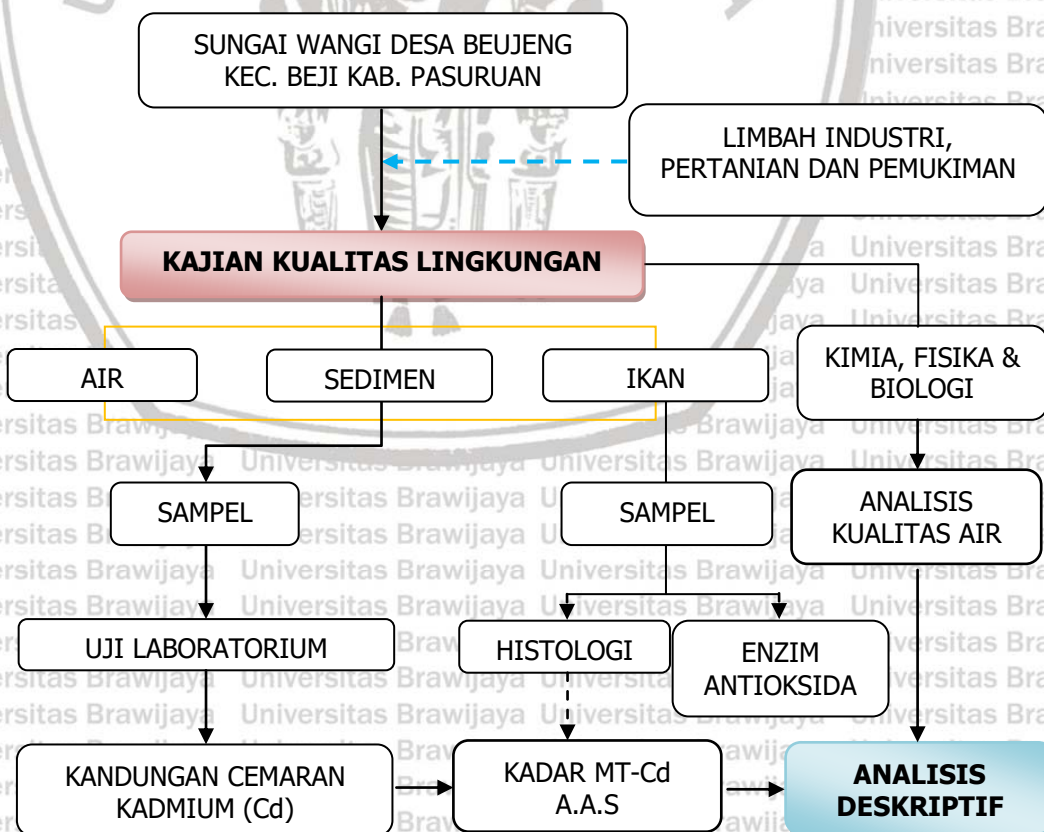 SUNGAI WANGI DESA BEUJENG
KEC. BEJI KAB. PASURUAN
LIMBAH INDUSTRI,
PERTANIAN DAN PEMUKIMAN
KAJIAN KUALITAS LINGKUNGAN
AIR
SEDIMEN
IKAN
KIMIA, FISIKA &
BIOLOGI
SAMPEL
SAMPEL
ANALISIS
KUALITAS AIR
UJI LABORATORIUM
HISTOLOGI
ENZIM
ANTIOKSIDA
KANDUNGAN CEMARAN
KADMIUM (Cd)
KADAR MT-Cd
A.A.S
ANALISIS
DESKRIPTIF